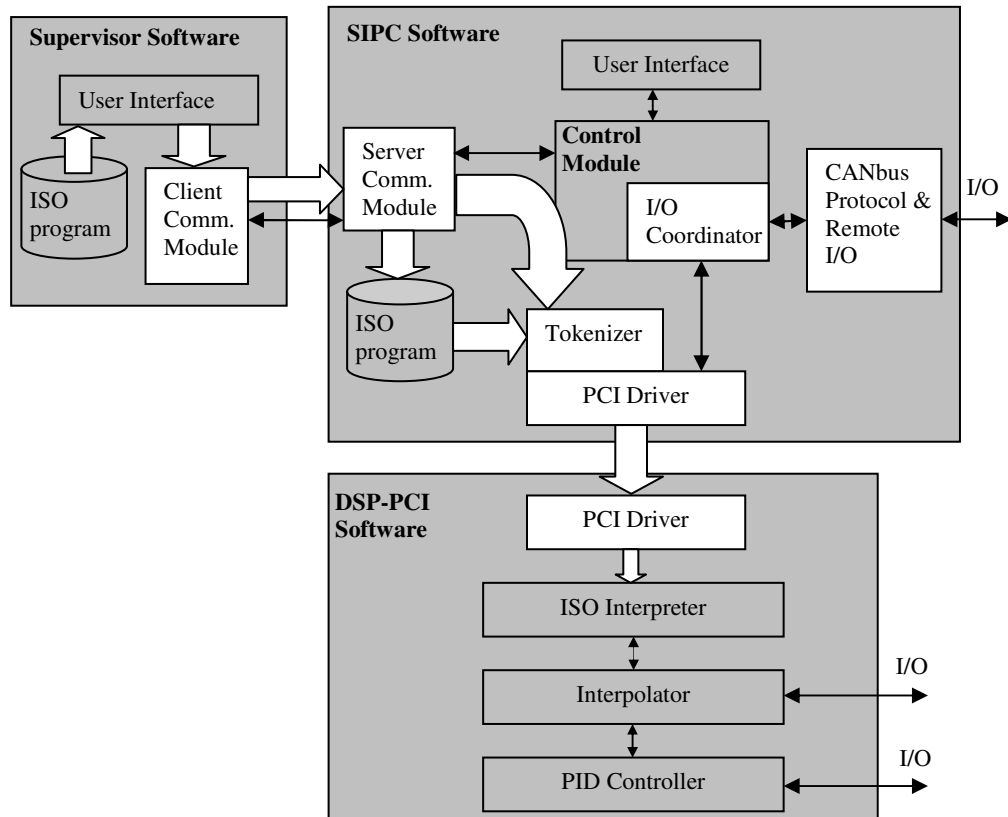 Supervisor Software
User Interface
ISO
program
Client
Comm.
Module
SIPC Software
User Interface
Server
Comm.
Module
Control
Module
I/O
Coordinator
CANbus
Protocol &
Remote
I/O
I/O
ISO
program
Tokenizer
PCI Driver
DSP-PCI
Software
PCI Driver
ISO Interpreter
Interpolator
I/O
PID Controller
I/O